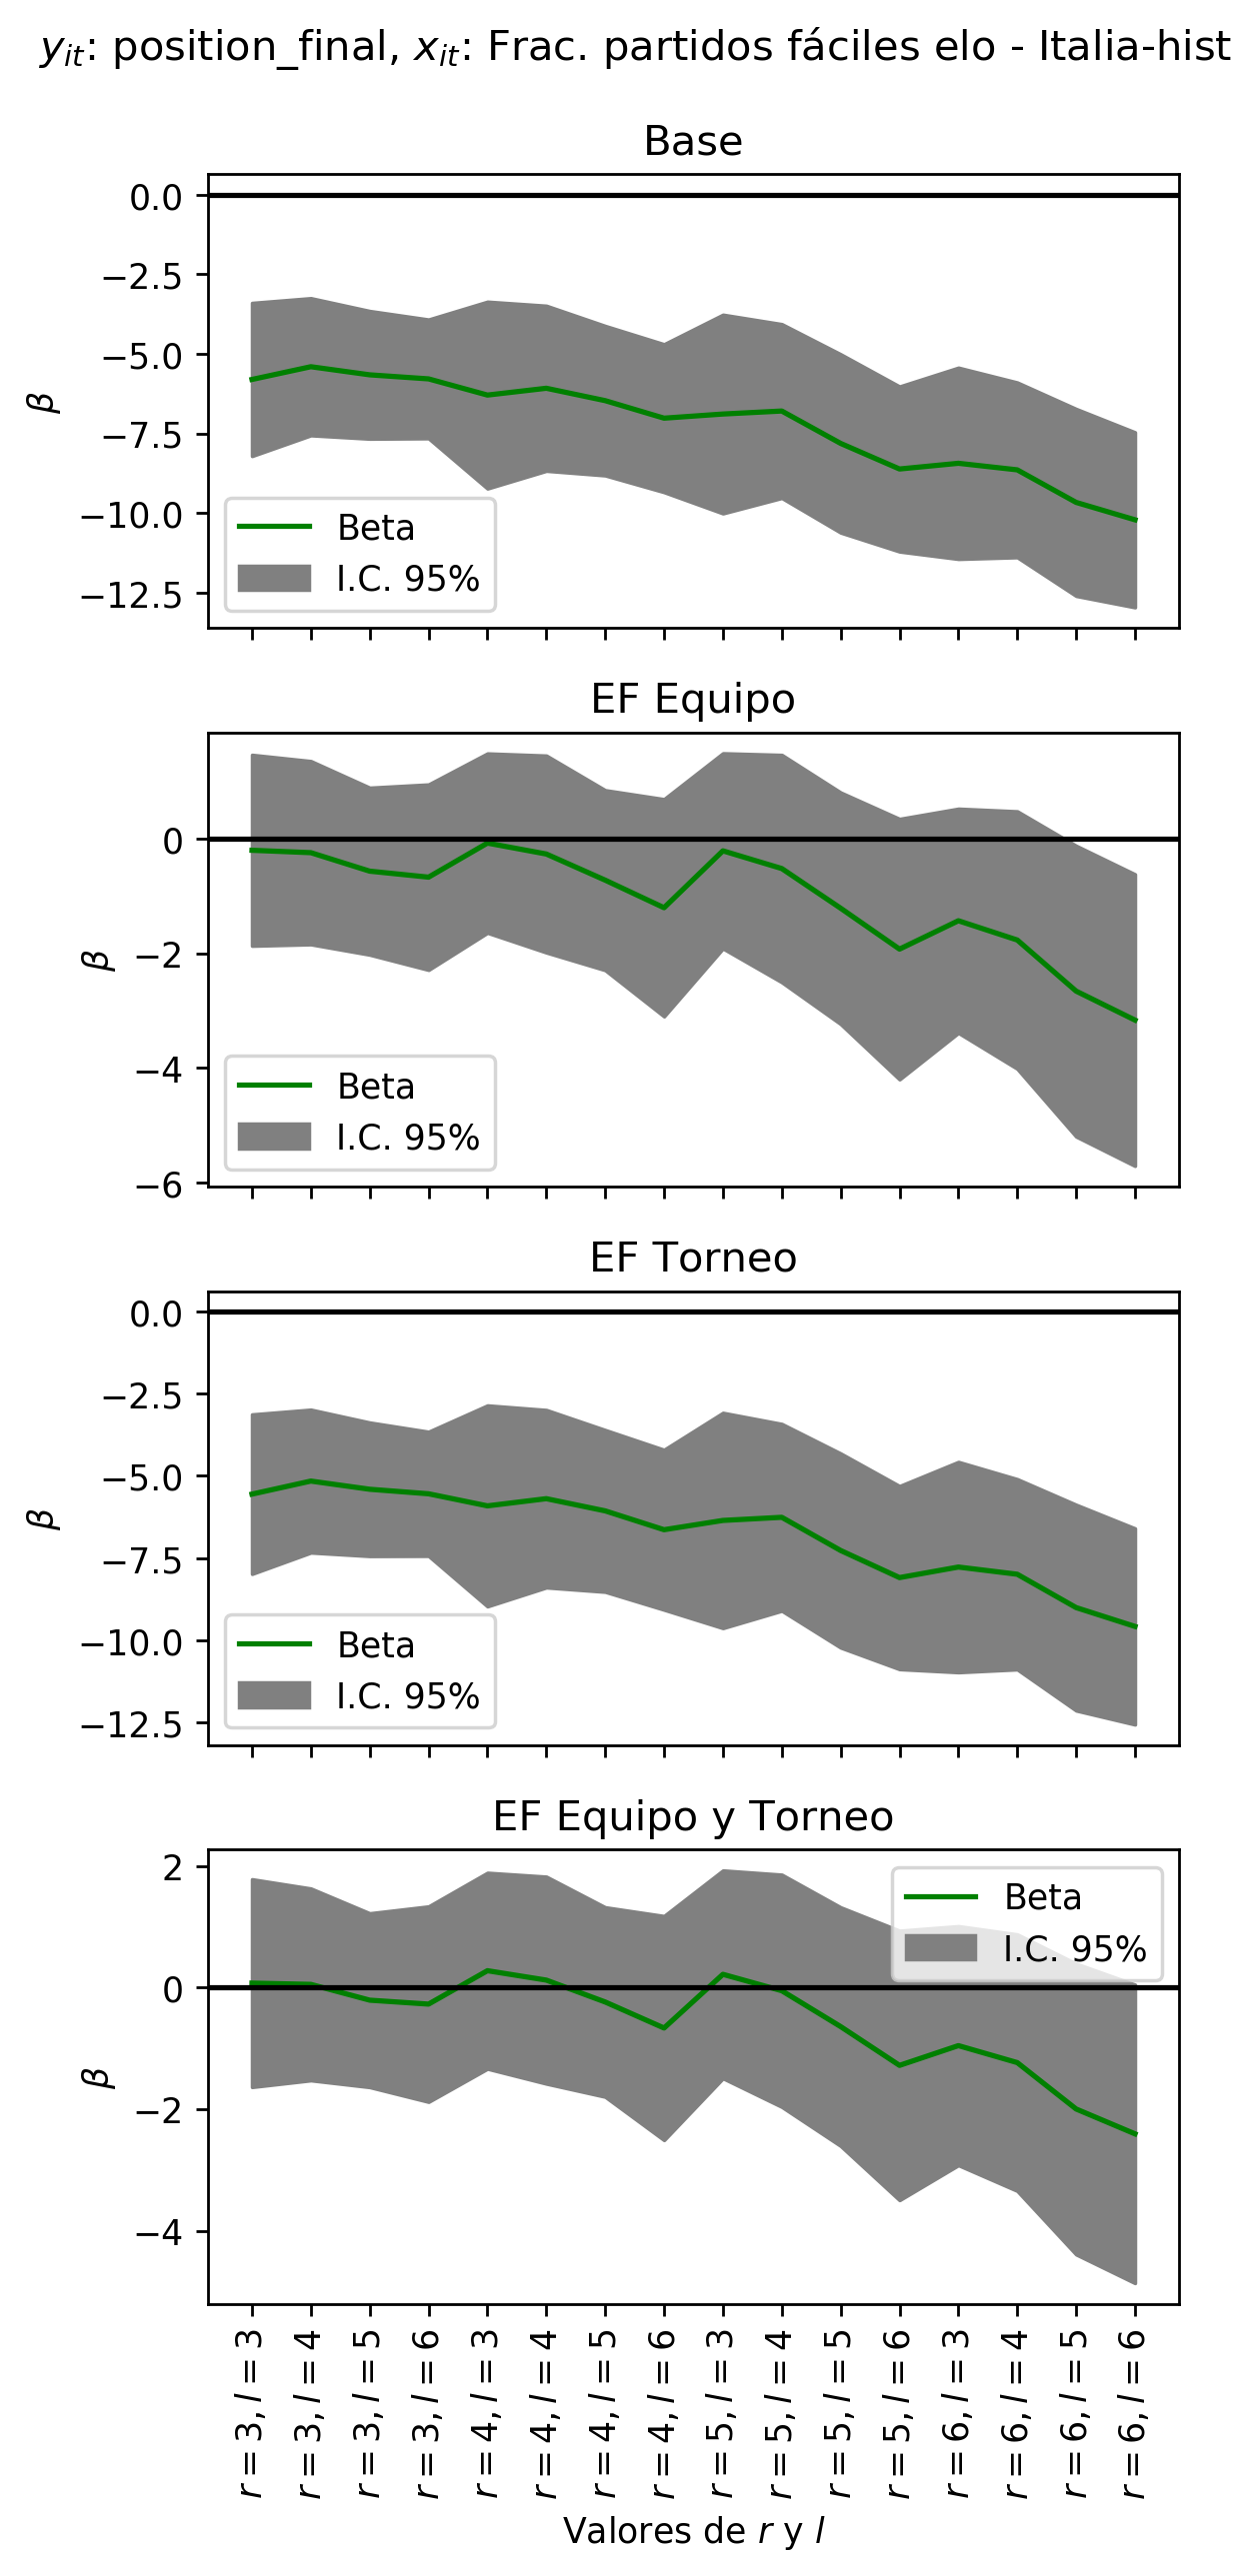 y_it: position_final, x_it: Frac. partidos fáciles elo - Italia-hist
Base
0.0
−2.5
−5.0
−7.5
−10.0
−12.5
β
Beta
I.C. 95%
EF Equipo
0
−2
−4
−6
β
Beta
I.C. 95%
EF Torneo
0.0
−2.5
−5.0
−7.5
−10.0
−12.5
β
Beta
I.C. 95%
EF Equipo y Torneo
2
0
−2
−4
β
Beta
I.C. 95%
r = 3, l = 3
r = 3, l = 4
r = 3, l = 5
r = 3, l = 6
r = 4, l = 3
r = 4, l = 4
r = 4, l = 5
r = 4, l = 6
r = 5, l = 3
r = 5, l = 4
r = 5, l = 5
r = 5, l = 6
r = 6, l = 3
r = 6, l = 4
r = 6, l = 5
r = 6, l = 6
Valores de r y l